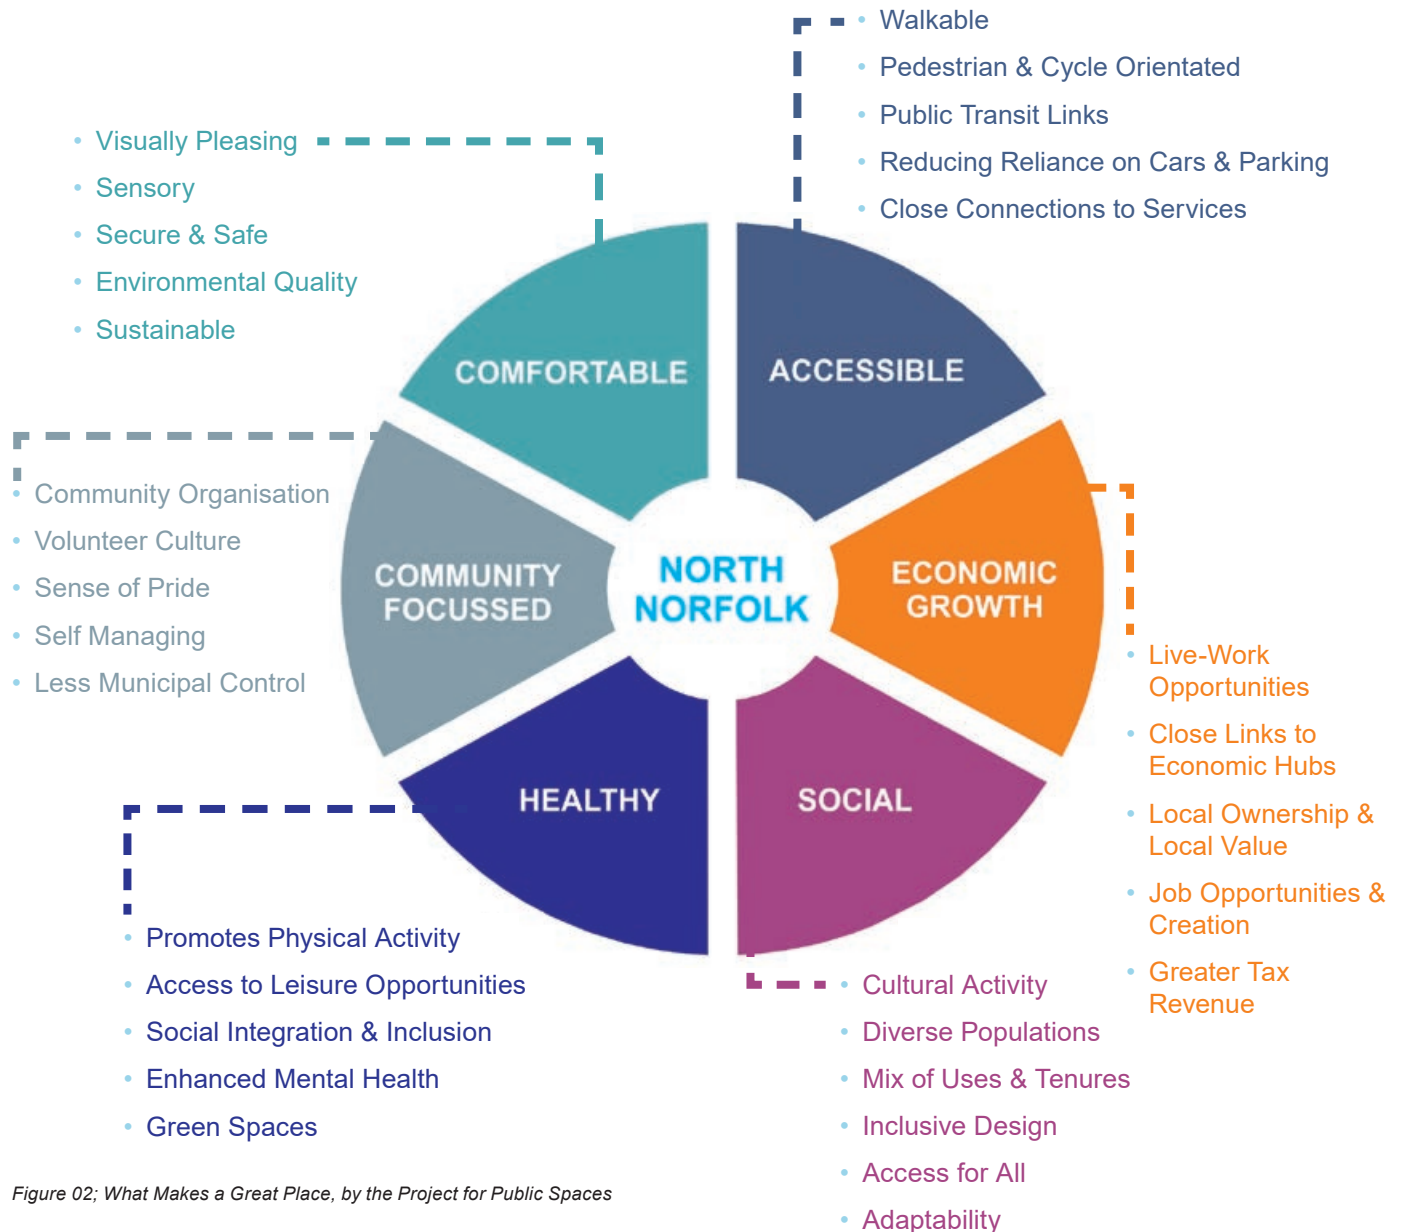 Walkable
Pedestrian & Cycle Orientated
Public Transit Links
Reducing Reliance on Cars & Parking
Close Connections to Services
Visually Pleasing
Sensory
Secure & Safe
Environmental Quality
Sustainable
COMFORTABLE
ACCESSIBLE
Community Organisation
Volunteer Culture
Sense of Pride
Self Managing
Less Municipal Control
COMMUNITY
FOCUSSED
NORTH
NORFOLK
ECONOMIC
GROWTH
Live-Work
Opportunities
Close Links to
Economic Hubs
Local Ownership &
Local Value
Job Opportunities &
Creation
Greater Tax
Revenue
HEALTHY
SOCIAL
Promotes Physical Activity
Access to Leisure Opportunities
Social Integration & Inclusion
Enhanced Mental Health
Green Spaces
Cultural Activity
Diverse Populations
Mix of Uses & Tenures
Inclusive Design
Access for All
Adaptability
Figure 02; What Makes a Great Place, by the Project for Public Spaces